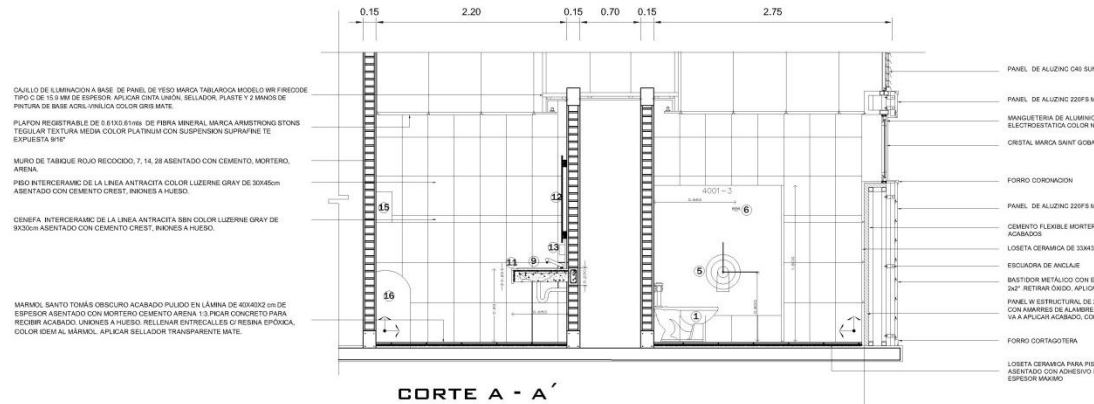 0.15 2.20 0.15 0.70 0.15 2.75
CAJILLO DE ILUMINACION A BASE DE PANEL DE YESO MARCA TABLAROCA MODELO WR FIRECODE
TIPO C DE 15.9 MM DE ESPESOR. APLICAR CINTA UNIÓN, SELLADOR, PLASTE Y 2 MANOS DE
PINTURA DE BASE ACRIL-VINÍLICA COLOR GRIS MATE.
PLAFON REGISTRABLE DE 0.61X0.61mts DE FIBRA MINERAL MARCA ARMSTRONG STONS
TEGULAR TEXTURA MEDIA COLOR PLATINUM CON SUSPENSION SUPRAFINE TE
EXPUESTA 9/16"
MURO DE TABIQUE ROJO RECOCIDO, 7, 14, 28 ASENTADO CON CEMENTO, MORTERO,
ARENA.
PISO INTERCERAMIC DE LA LINEA ANTRACITA COLOR LUZERNE GRAY DE 30X45cm
ASENTADO CON CEMENTO CREST, INIONES A HUESO.
CENEFA INTERCERAMIC DE LA LINEA ANTRACITA SBN COLOR LUZERNE GRAY DE
9X30cm ASENTADO CON CEMENTO CREST, INIONES A HUESO.
MARMOL SANTO TOMÁS OBSCURO ACABADO PULIDO EN LÁMINA DE 40X40X2 cm DE
ESPESOR ASENTADO CON MORTERO CEMENTO ARENA 1:3.PICAR CONCRETO PARA
RECIBIR ACABADO. UNIONES A HUESO. RELLENAR ENTRECALLES C/ RESINA EPÓXICA,
COLOR IDEM AL MÁRMOL. APLICAR SELLADOR TRANSPARENTE MATE.
15
16
12
13
11
9
4001-3
6
5
1
PANEL DE ALUZINC C40 SUN
PANEL DE ALUZINC 220FS M
MANGUETERIA DE ALUMINIO
ELECTROESTATICA COLOR N
CRISTAL MARCA SAINT GOBA
FORRO CORONACION
PANEL DE ALUZINC 220FS M
CEMENTO FLEXIBLE MORTER
ACABADOS
LOSETA CERAMICA DE 33X43
ESCUADRA DE ANCLAJE
BASTIDOR METÁLICO CON E
2x2" RETIRAR ÓXIDO. APLIC
PANEL W ESTRUCTURAL DE
CON AMARRES DE ALAMBRE
VA A APLICAR ACABADO, CO
FORRO CORTAGOTERA
LOSETA CERAMICA PARA PIS
ASENTADO CON ADHESIVO
ESPESOR MAXIMO
CORTE A - A´